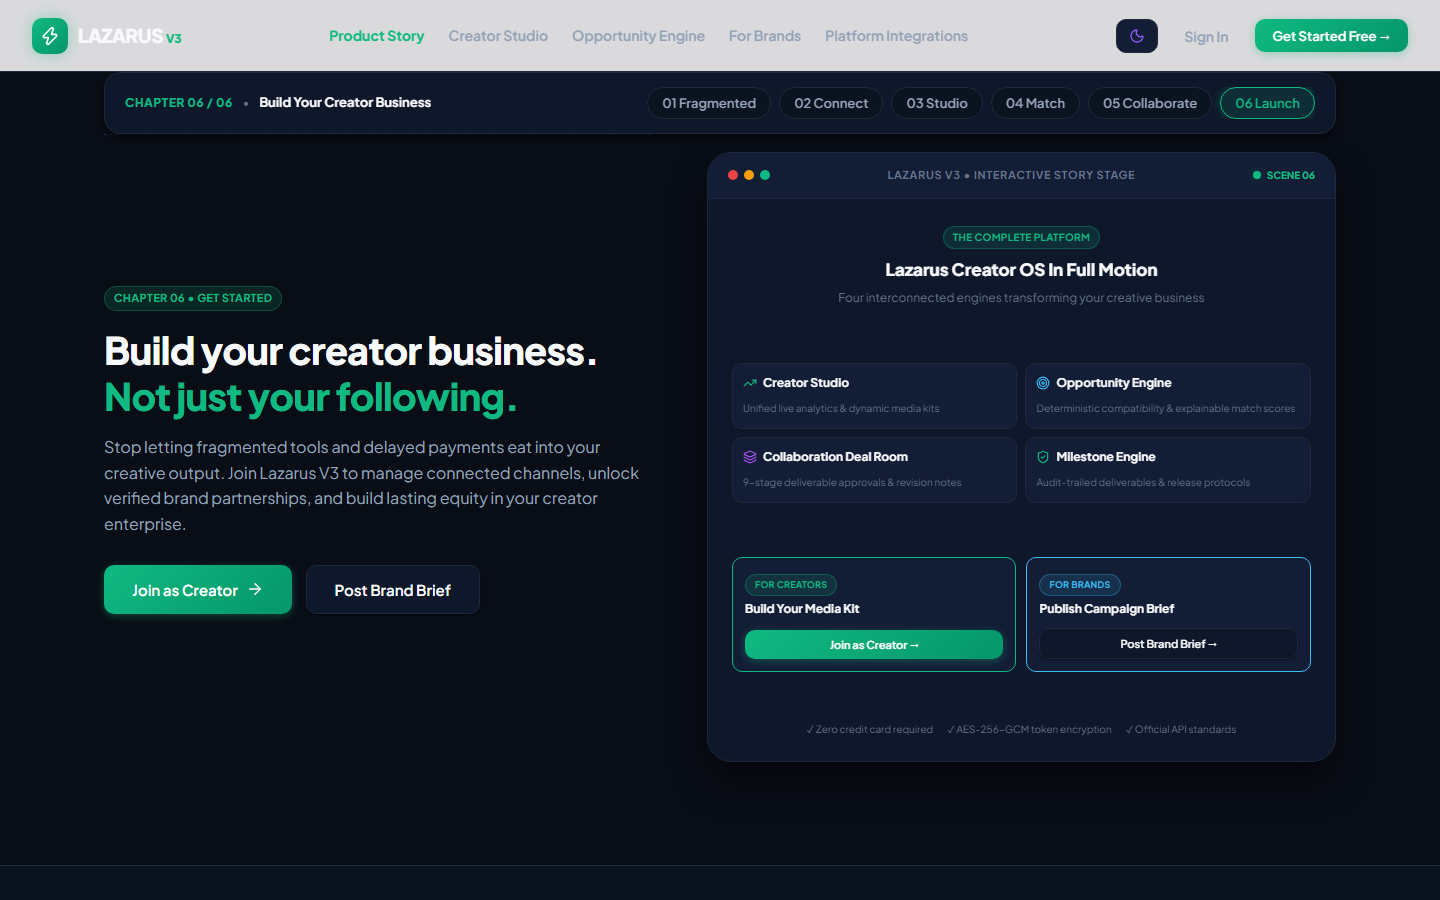 LAZARUS V3
Product Story
Creator Studio
Opportunity Engine
For Brands
Platform Integrations
Sign In
Get Started Free →
CHAPTER 06 / 06 • Build Your Creator Business
01 Fragmented
02 Connect
03 Studio
04 Match
05 Collaborate
06 Launch
CHAPTER 06 • GET STARTED
Build your creator business.
Not just your following.
Stop letting fragmented tools and delayed payments eat into your
creative output. Join Lazarus V3 to manage connected channels, unlock
verified brand partnerships, and build lasting equity in your creator
enterprise.
Join as Creator →
Post Brand Brief
LAZARUS V3 • INTERACTIVE STORY STAGE
SCENE 06
THE COMPLETE PLATFORM
Lazarus Creator OS In Full Motion
Four interconnected engines transforming your creative business
Creator Studio
Unified live analytics & dynamic media kits
Opportunity Engine
Deterministic compatibility & explainable match scores
Collaboration Deal Room
9-stage deliverable approvals & revision notes
Milestone Engine
Audit-trailed deliverables & release protocols
FOR CREATORS
Build Your Media Kit
Join as Creator →
FOR BRANDS
Publish Campaign Brief
Post Brand Brief →
✓ Zero credit card required
✓ AES-256-GCM token encryption
✓ Official API standards